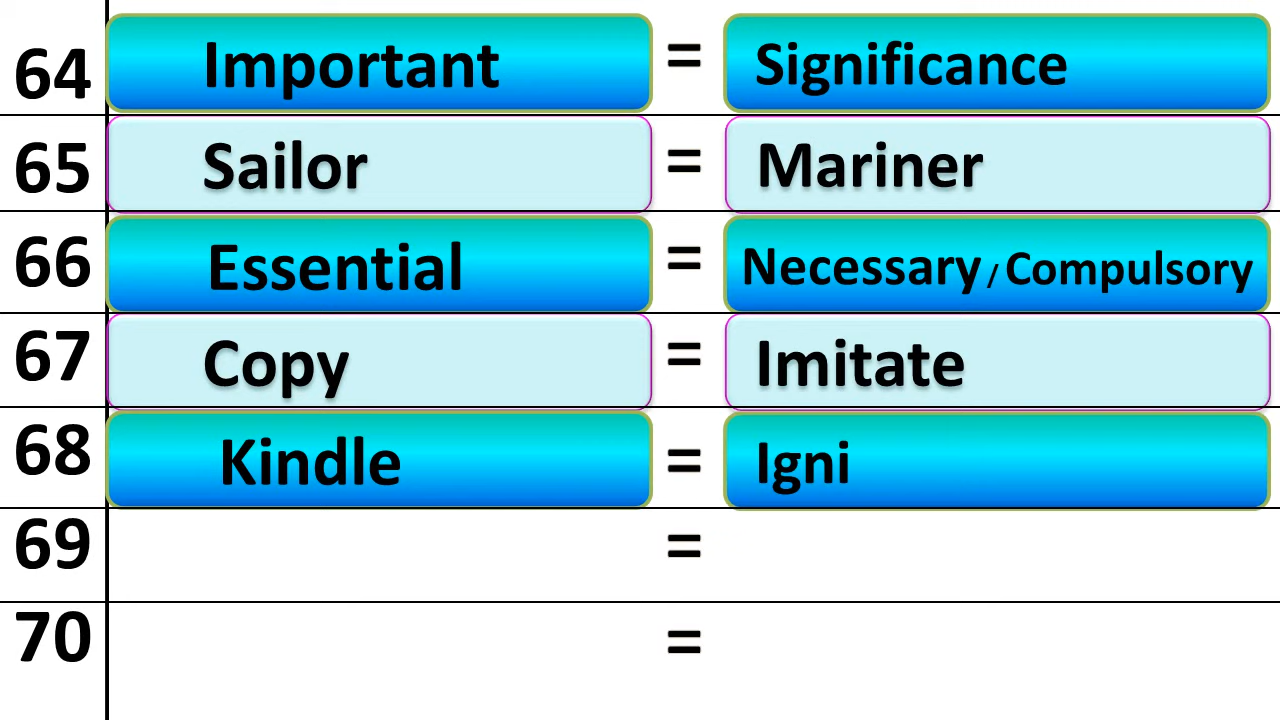 64 Important = Significance
65 Sailor = Mariner
66 Essential = Necessary / Compulsory
67 Copy = Imitate
68 Kindle = Igni
69 =
70 =